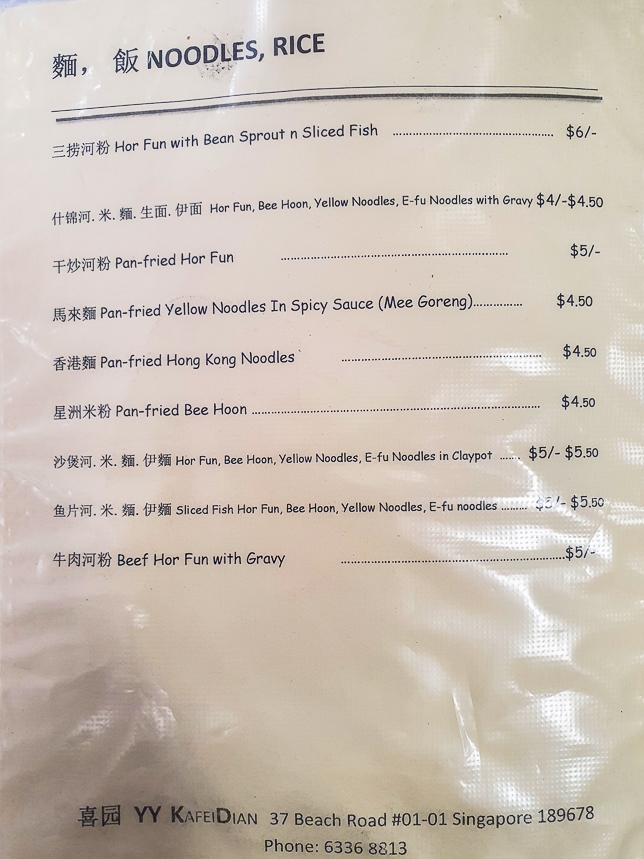 麵， 飯 NOODLES, RICE
三捞河粉 Hor Fun with Bean Sprout n Sliced Fish ........................................................ $6/-
什锦河. 米. 麵. 生面. 伊面 Hor Fun, Bee Hoon, Yellow Noodles, E-fu Noodles with Gravy $4/-$4.50
干炒河粉 Pan-fried Hor Fun ........................................................ $5/-
馬來麵 Pan-fried Yellow Noodles In Spicy Sauce (Mee Goreng)............... $4.50
香港麵 Pan-fried Hong Kong Noodles .................................................. $4.50
星洲米粉 Pan-fried Bee Hoon ........................................................................ $4.50
沙煲河. 米. 麵. 伊麵 Hor Fun, Bee Hoon, Yellow Noodles, E-fu Noodles in Claypot ....... $5/- $5.50
鱼片河. 米. 麵. 伊麵 Sliced Fish Hor Fun, Bee Hoon, Yellow Noodles, E-fu noodles ......... $5/- $5.50
牛肉河粉 Beef Hor Fun with Gravy ........................................................$5/-
喜园 YY KAFEIDIAN 37 Beach Road #01-01 Singapore 189678
Phone: 6336 8813